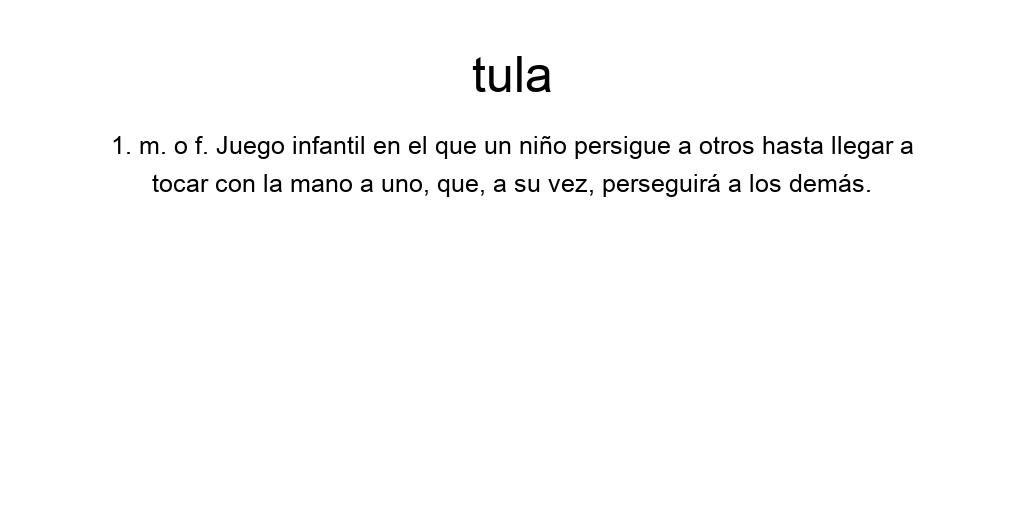 tula
1. m. o f. Juego infantil en el que un niño persigue a otros hasta llegar a
tocar con la mano a uno, que, a su vez, perseguirá a los demás.